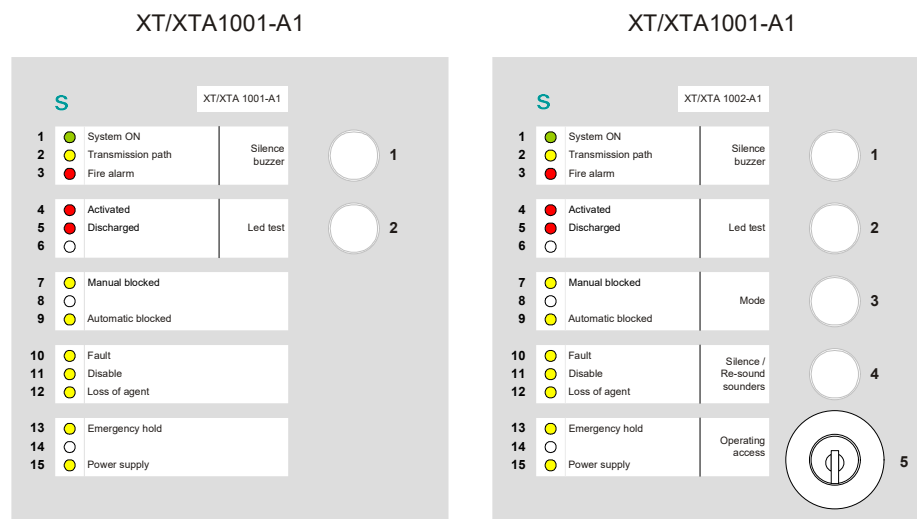 XT/XTA1001-A1
S
XT/XTA 1001-A1
1 System ON
2 Transmission path
3 Fire alarm
Silence
buzzer
1
4 Activated
5 Discharged
6
Led test
2
7 Manual blocked
8
9 Automatic blocked
10 Fault
11 Disable
12 Loss of agent
13 Emergency hold
14
15 Power supply
XT/XTA1001-A1
S
XT/XTA 1002-A1
1 System ON
2 Transmission path
3 Fire alarm
Silence
buzzer
1
4 Activated
5 Discharged
6
Led test
2
7 Manual blocked
8
9 Automatic blocked
Mode
3
10 Fault
11 Disable
12 Loss of agent
Silence /
Re-sound
sounders
4
13 Emergency hold
14
15 Power supply
Operating
access
5